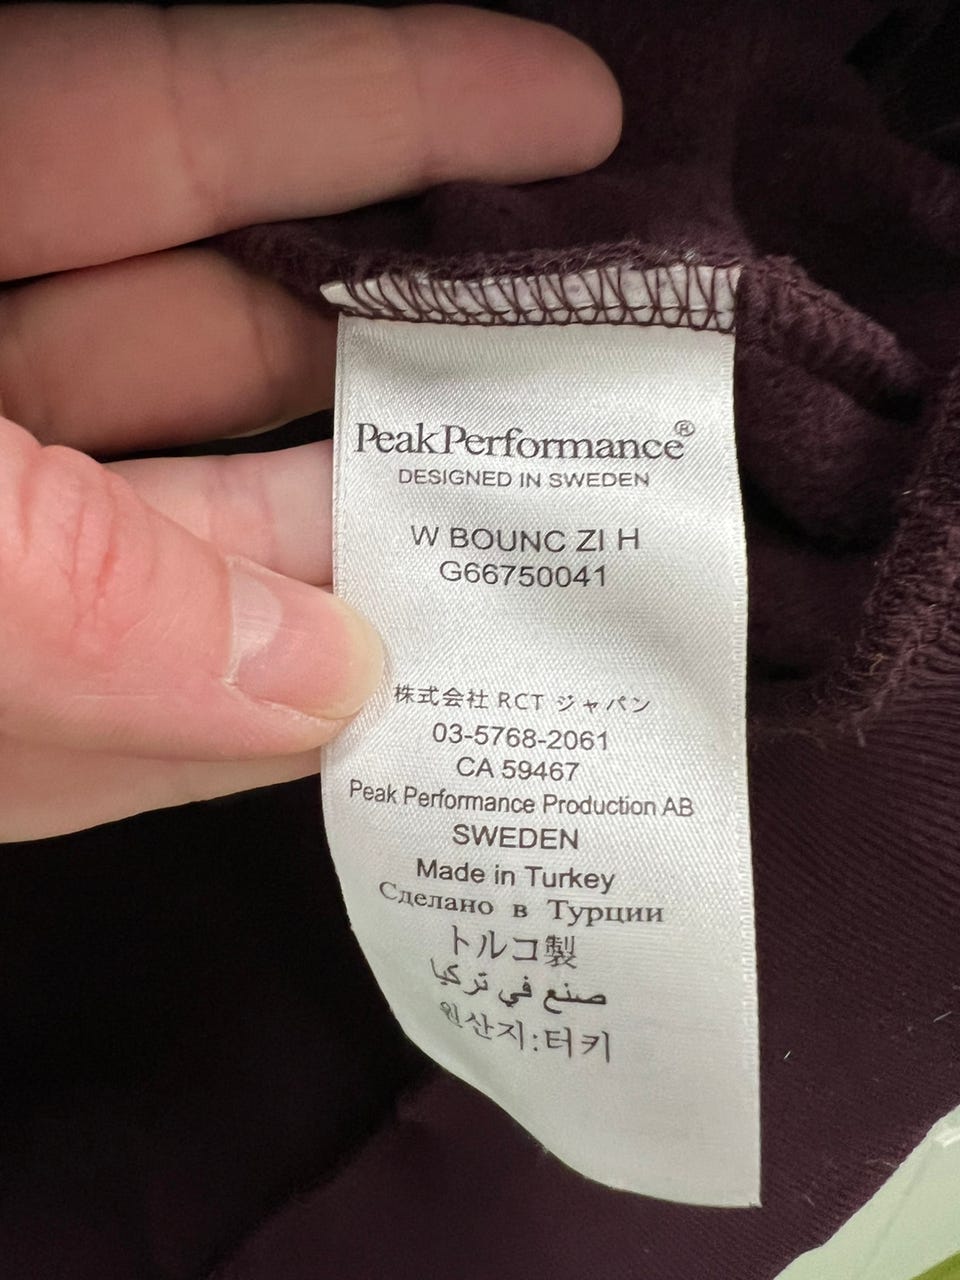 PeakPerformance®
DESIGNED IN SWEDEN
W BOUNC ZI H
G66750041
株式会社 RCT ジャパン
03-5768-2061
CA 59467
Peak Performance Production AB
SWEDEN
Made in Turkey
Сделано в Турции
トルコ製
صنع في تركيا
원산지:터키